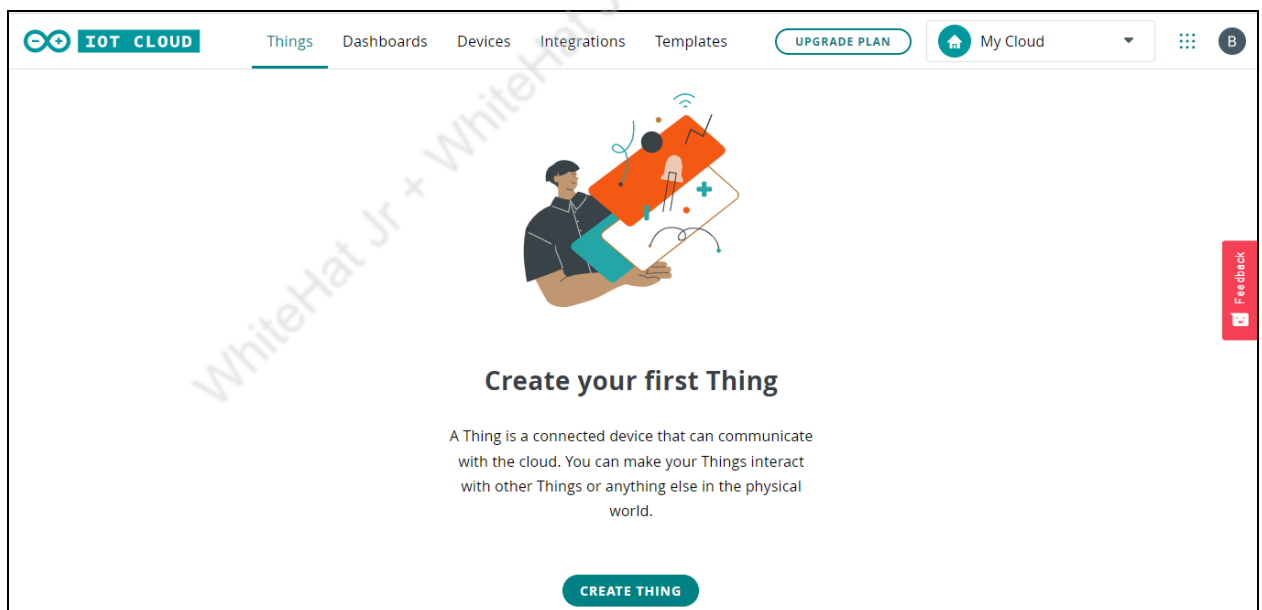 IOT CLOUD
Things Dashboards Devices Integrations Templates UPGRADE PLAN My Cloud B
WhiteHat Jr + WhiteHat J
Feedback
Create your first Thing
A Thing is a connected device that can communicate
with the cloud. You can make your Things interact
with other Things or anything else in the physical
world.
CREATE THING